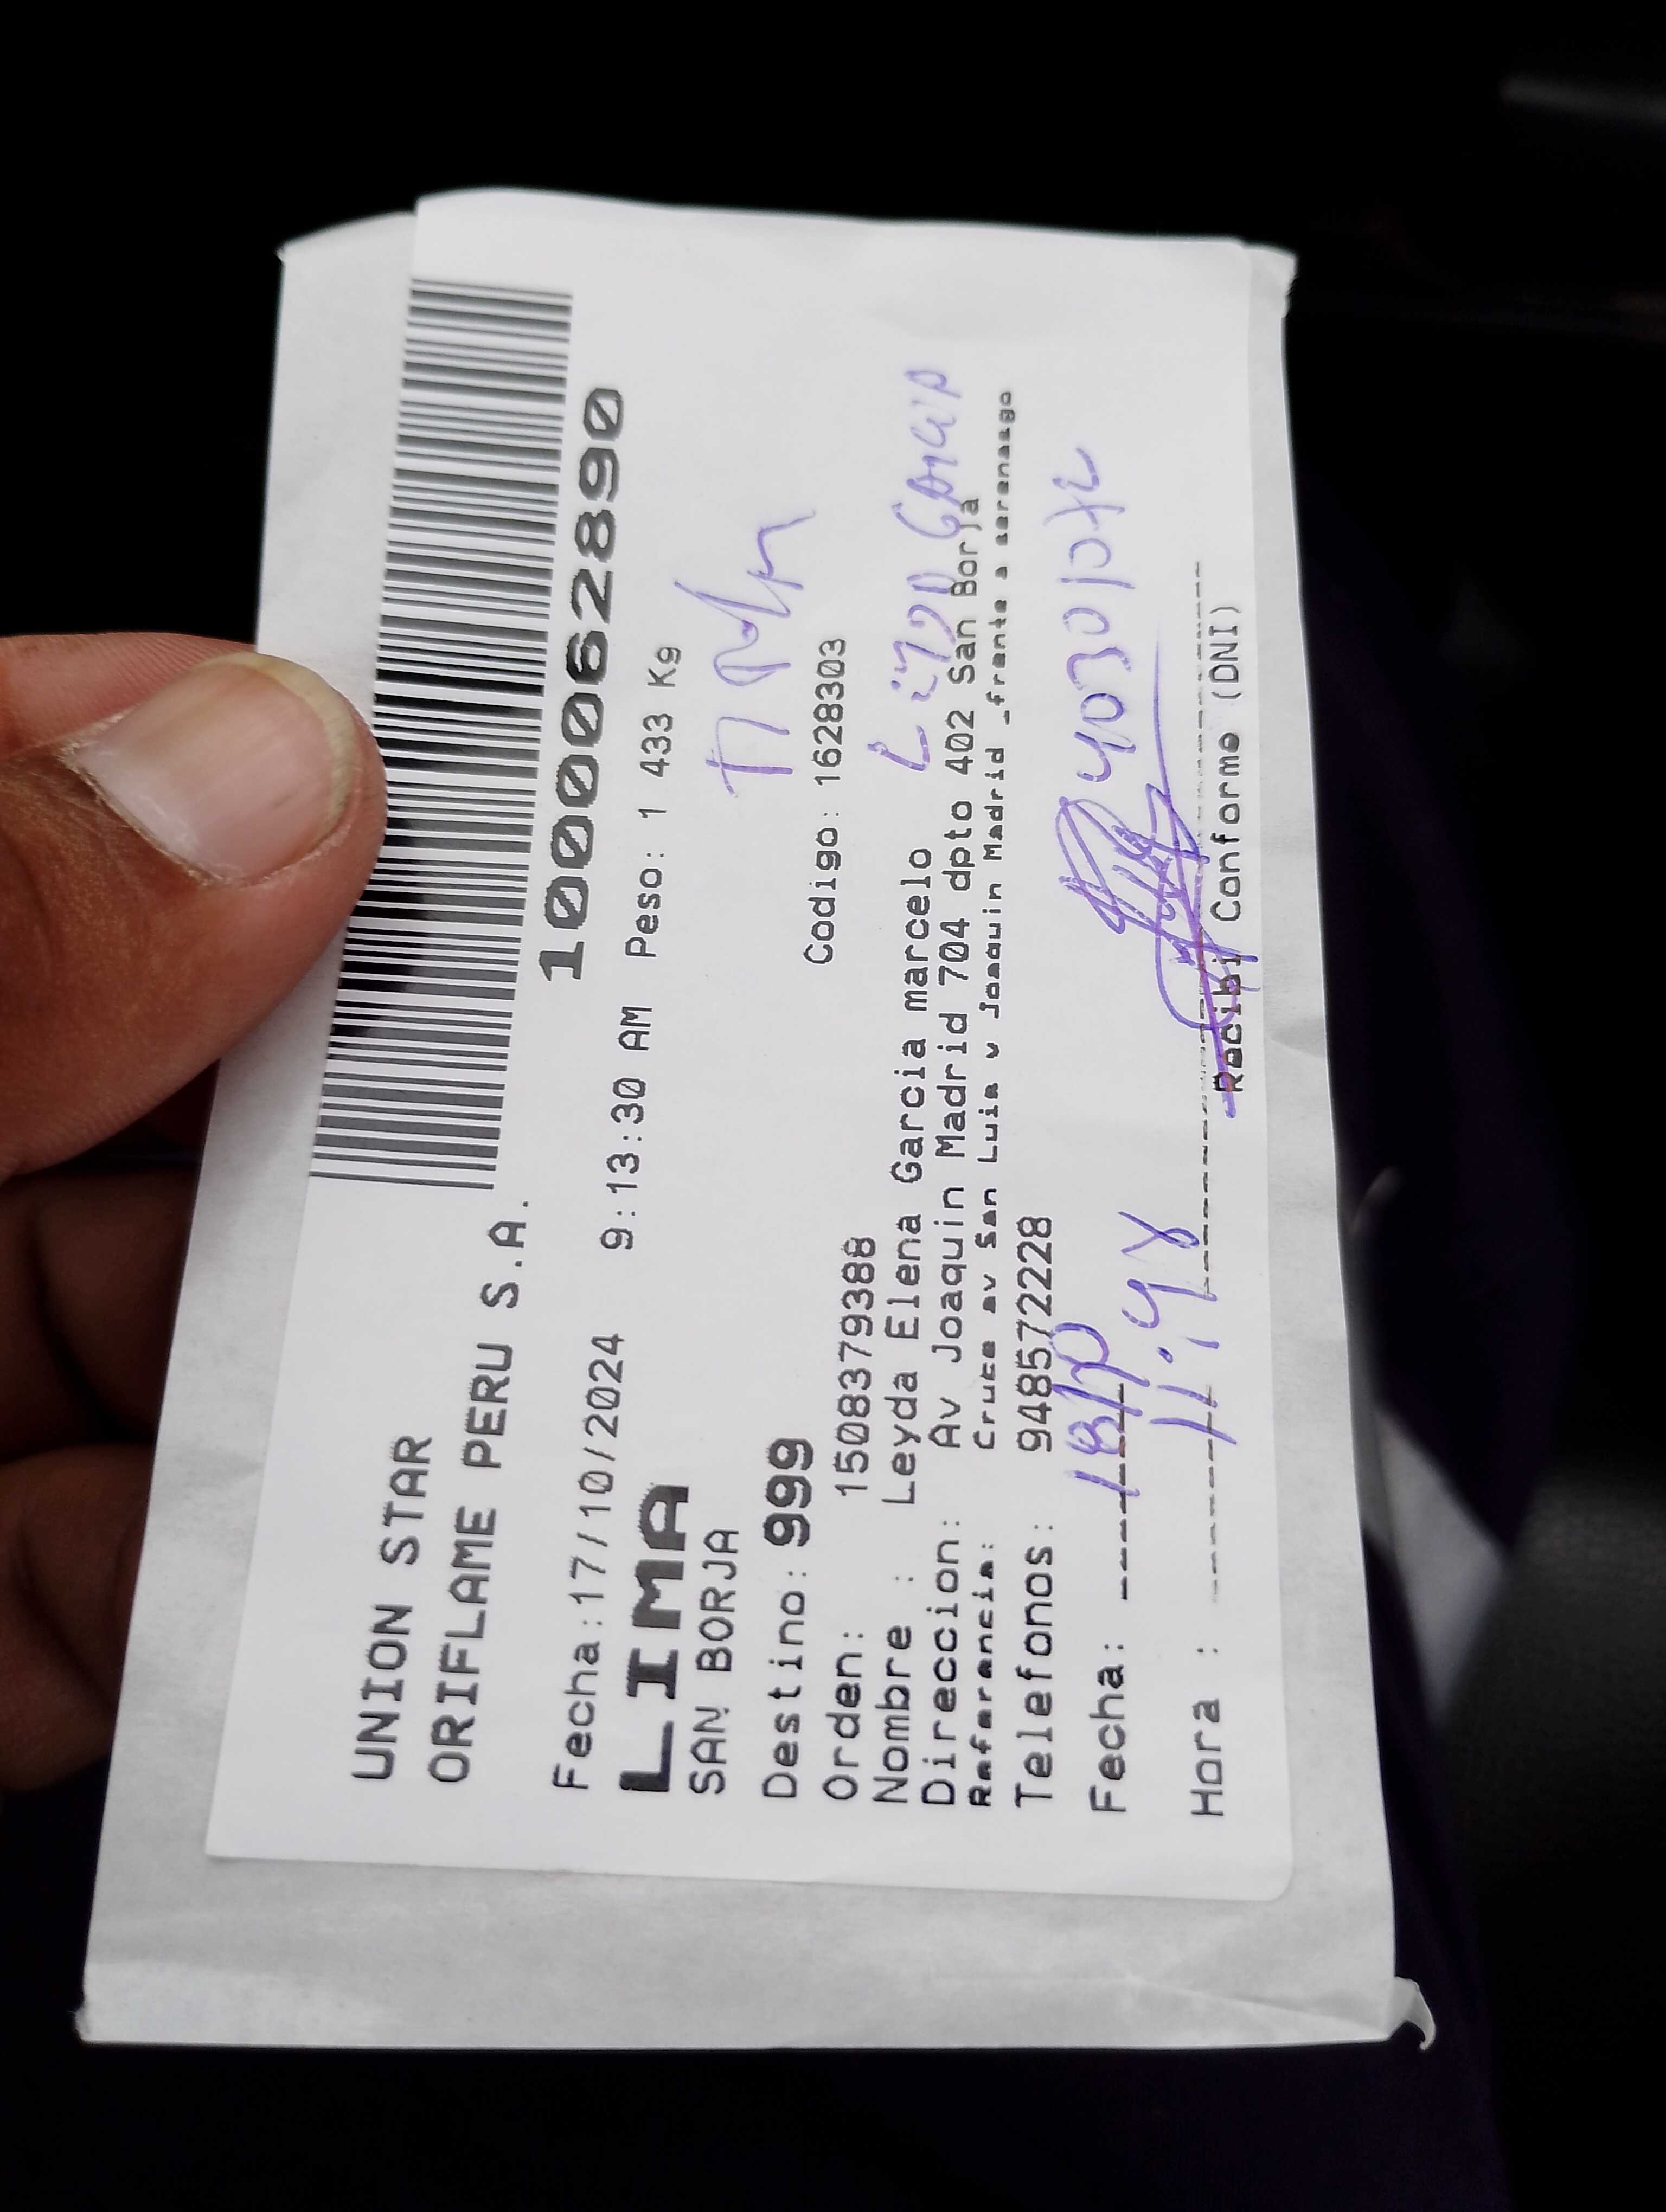 UNION STAR
ORIFLAME PERU S.A.
1000062890
Fecha:17/10/2024 9:13:30 AM Peso: 1 433 Kg
LIMA
SAN BORJA
Destino: 999
Codigo: 1628303
Orden: 1508379388
Nombre : Leyda Elena Garcia marcelo
Direccion: Av Joaquin Madrid 704 dpto 402 San Borja
Referencia: Cruce av San Luis y Joaquin Madrid _frente a serenazgo
Telefonos: 948572228
Fecha: 18/10
Hora : 11:48
Recibi Conforme (DNI)